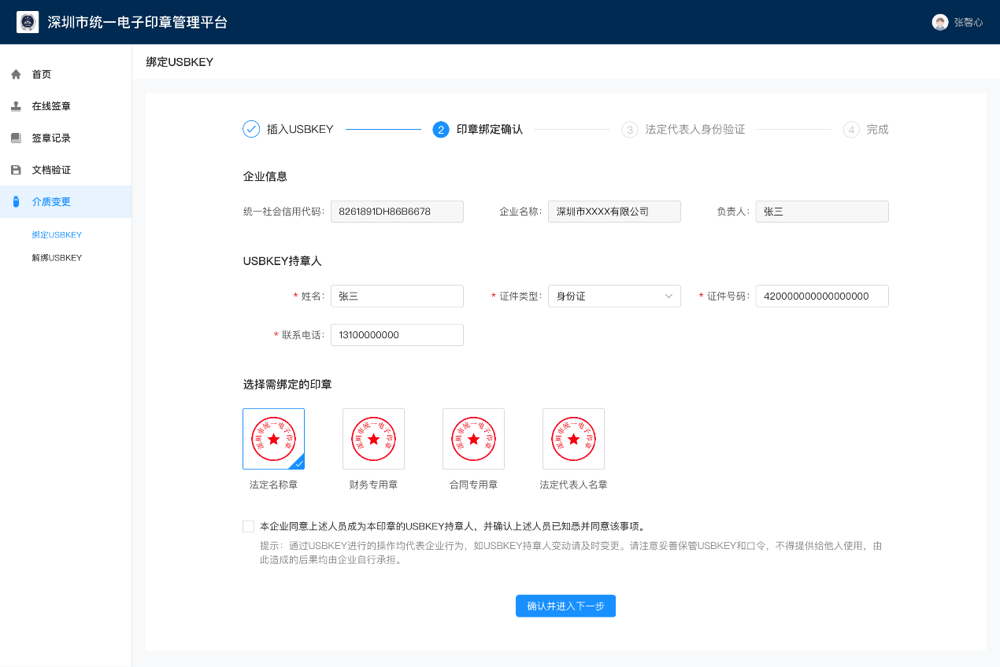 深圳市统一电子印章管理平台
张馨心
首页
在线签章
签章记录
文档验证
介质变更
绑定USBKEY
解绑USBKEY
绑定USBKEY
插入USBKEY
2 印章绑定确认
3 法定代表人身份验证
4 完成
企业信息
统一社会信用代码: 8261891DH86B6678
企业名称: 深圳市XXXX有限公司
负责人: 张三
USBKEY持章人
* 姓名: 张三
* 证件类型: 身份证
* 证件号码: 420000000000000000
* 联系电话: 13100000000
选择需绑定的印章
深圳市统一电子印章
深圳市统一电子印章
深圳市统一电子印章
深圳市统一电子印章
法定名称章
财务专用章
合同专用章
法定代表人名章
本企业同意上述人员成为本印章的USBKEY持章人，并确认上述人员已知悉并同意该事项。
提示：通过USBKEY进行的操作均代表企业行为，如USBKEY持章人变动请及时变更。请注意妥善保管USBKEY和口令，不得提供给他人使用，由
此造成的后果均由企业自行承担。
确认并进入下一步